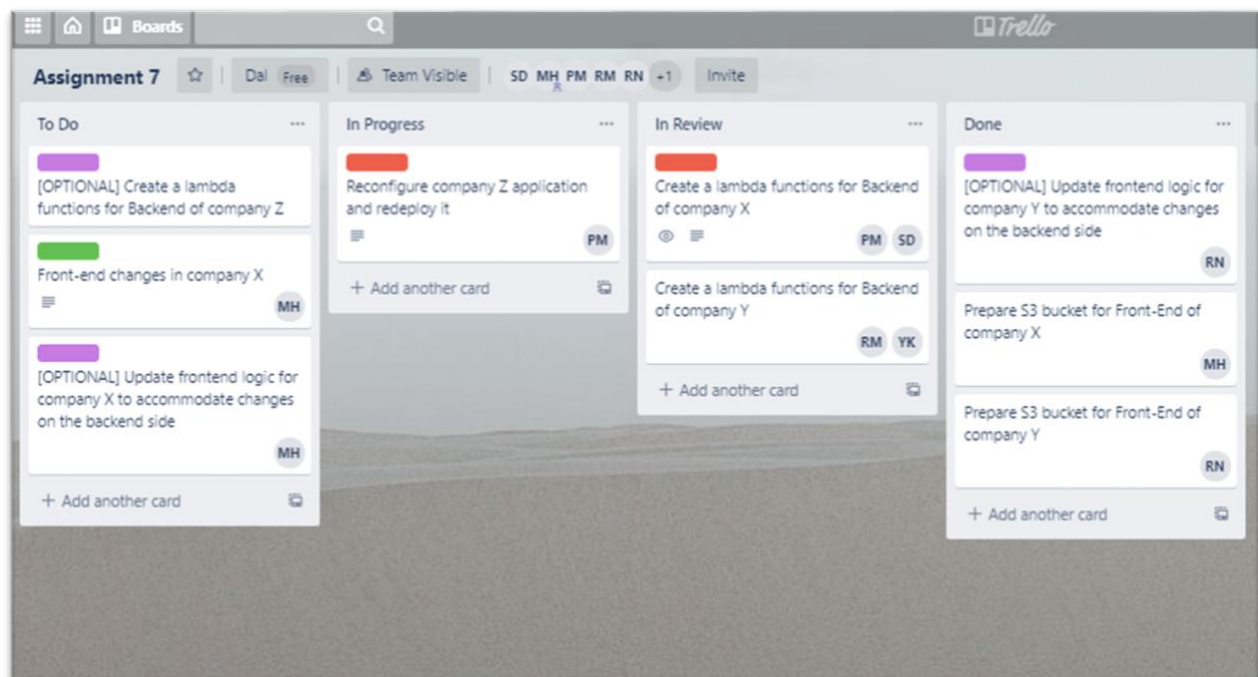 Boards
Trello
Assignment 7
Dal Free
Team Visible
SD MH PM RM RN +1
Invite
To Do
[OPTIONAL] Create a lambda
functions for Backend of company Z
Front-end changes in company X
MH
[OPTIONAL] Update frontend logic for
company X to accommodate changes
on the backend side
MH
+ Add another card
In Progress
Reconfigure company Z application
and redeploy it
PM
+ Add another card
In Review
Create a lambda functions for Backend
of company X
PM SD
Create a lambda functions for Backend
of company Y
RM YK
+ Add another card
Done
[OPTIONAL] Update frontend logic for
company Y to accommodate changes
on the backend side
RN
Prepare S3 bucket for Front-End of
company X
MH
Prepare S3 bucket for Front-End of
company Y
RN
+ Add another card